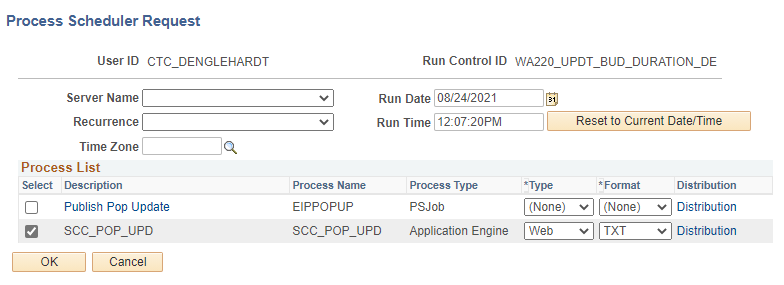 Process Scheduler Request
User ID CTC_DENGLEHARDT Run Control ID WA220_UPDT_BUD_DURATION_DE
Server Name Run Date 08/24/2021 31
Recurrence Run Time 12:07:20PM Reset to Current Date/Time
Time Zone
Process List
Select Description Process Name Process Type *Type *Format Distribution
Publish Pop Update EIPPOPUP PSJob (None) (None) Distribution
SCC_POP_UPD SCC_POP_UPD Application Engine Web TXT Distribution
OK Cancel